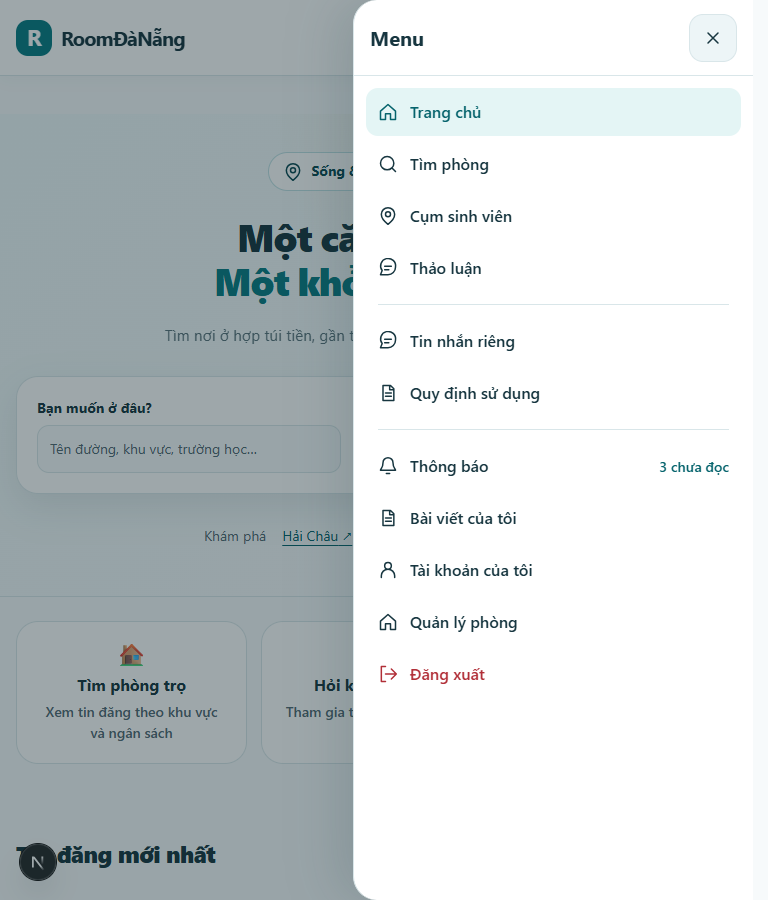 R RoomĐàNẵng
Sống &
Một că
Một khô
Tìm nơi ở hợp túi tiền, gần t
Bạn muốn ở đâu?
Tên đường, khu vực, trường học...
Khám phá Hải Châu ↗
Tìm phòng trọ
Xem tin đăng theo khu vực
và ngân sách
Hỏi k
Tham gia t
đăng mới nhất
N
Menu
Trang chủ
Tìm phòng
Cụm sinh viên
Thảo luận
Tin nhắn riêng
Quy định sử dụng
Thông báo 3 chưa đọc
Bài viết của tôi
Tài khoản của tôi
Quản lý phòng
Đăng xuất